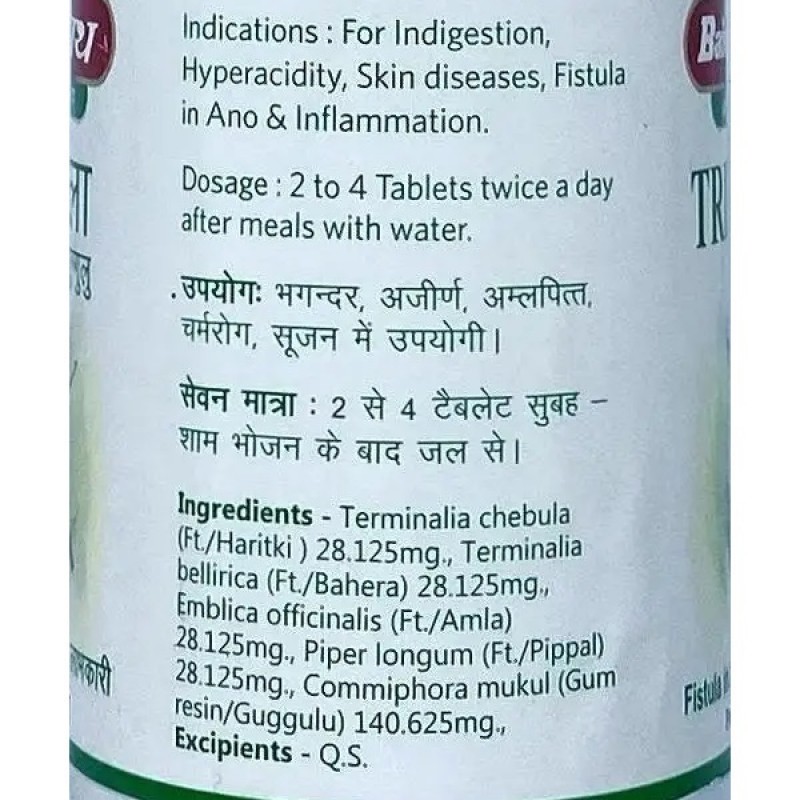 Indications : For Indigestion,
Hyperacidity, Skin diseases, Fistula
in Ano & Inflammation.
Dosage : 2 to 4 Tablets twice a day
after meals with water.
उपयोगः भगन्दर, अजीर्ण, अम्लपित्त,
चर्मरोग, सूजन में उपयोगी।
सेवन मात्रा : 2 से 4 टैबलेट सुबह –
शाम भोजन के बाद जल से।
Ingredients - Terminalia chebula
(Ft./Haritki ) 28.125mg., Terminalia
bellirica (Ft./Bahera) 28.125mg.,
Emblica officinalis (Ft./Amla)
28.125mg., Piper longum (Ft./Pippal)
28.125mg., Commiphora mukul (Gum
resin/Guggulu) 140.625mg.,
Excipients - Q.S.
TR
Fistula